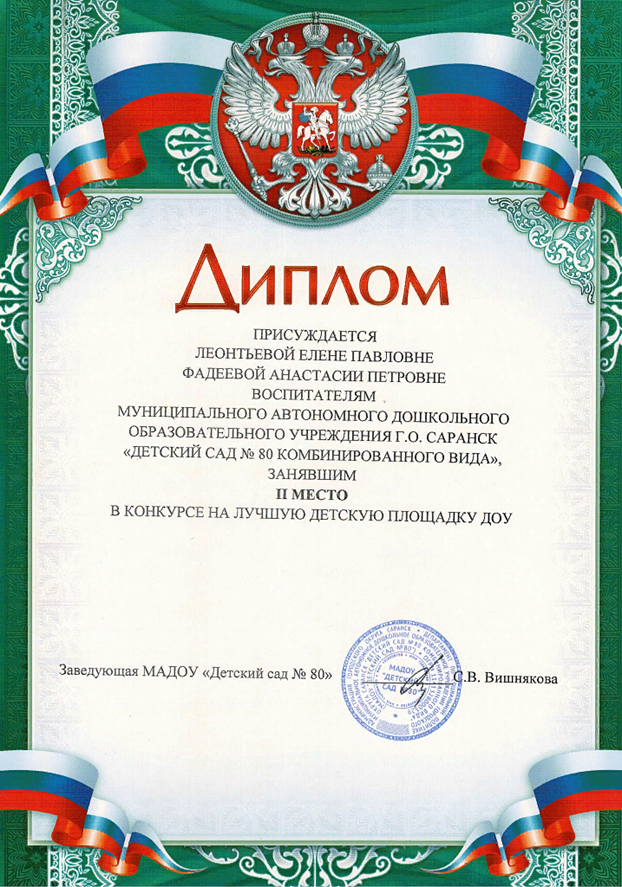 ДИПЛОМ
ПРИСУЖДАЕТСЯ
ЛЕОНТЬЕВОЙ ЕЛЕНЕ ПАВЛОВНЕ
ФАДЕЕВОЙ АНАСТАСИИ ПЕТРОВНЕ
ВОСПИТАТЕЛЯМ
МУНИЦИПАЛЬНОГО АВТОНОМНОГО ДОШКОЛЬНОГО
ОБРАЗОВАТЕЛЬНОГО УЧРЕЖДЕНИЯ Г.О. САРАНСК
«ДЕТСКИЙ САД № 80 КОМБИНИРОВАННОГО ВИДА»,
ЗАНЯВШИМ
II МЕСТО
В КОНКУРСЕ НА ЛУЧШУЮ ДЕТСКУЮ ПЛОЩАДКУ ДОУ
Заведующая МАДОУ «Детский сад № 80» С.В. Вишнякова
МАДОУ
"ДЕТСКИЙ
САД №80"